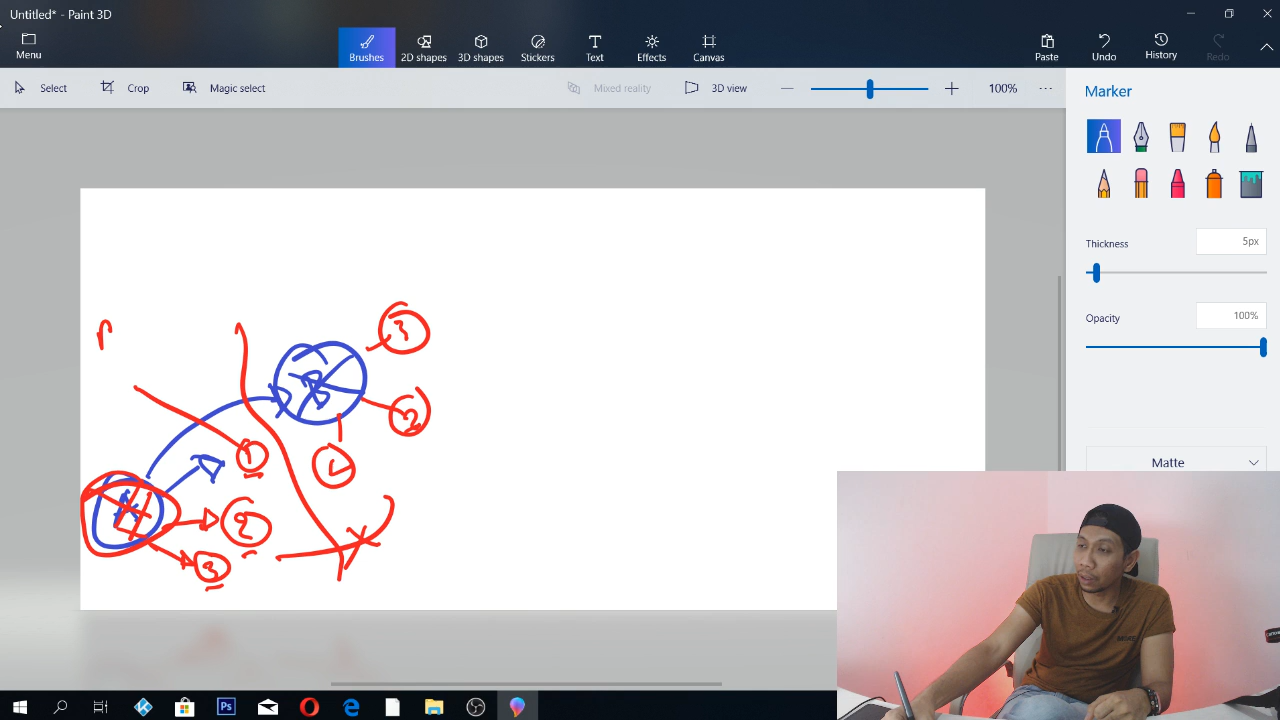 Untitled* - Paint 3D
Menu
Brushes
2D shapes
3D shapes
Stickers
Text
Effects
Canvas
Paste
Undo
History
Redo
Select
Crop
Magic select
Mixed reality
3D view
100%
Marker
Thickness
5px
Opacity
100%
Matte
3
B
2
1
A
2
3
Ps